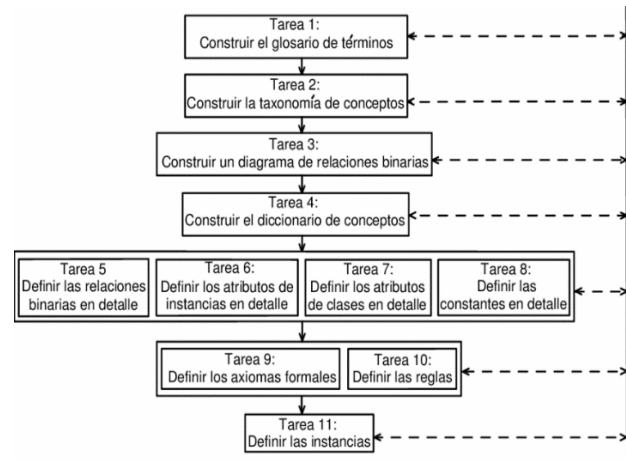 Tarea 1:
Construir el glosario de términos
Tarea 2:
Construir la taxonomía de conceptos
Tarea 3:
Construir un diagrama de relaciones binarias
Tarea 4:
Construir el diccionario de conceptos
Tarea 5
Definir las relaciones
binarias en detalle
Tarea 6:
Definir los atributos de
instancias en detalle
Tarea 7:
Definir los atributos
de clases en detalle
Tarea 8:
Definir las
constantes en detalle
Tarea 9:
Definir los axiomas formales
Tarea 10:
Definir las reglas
Tarea 11:
Definir las instancias